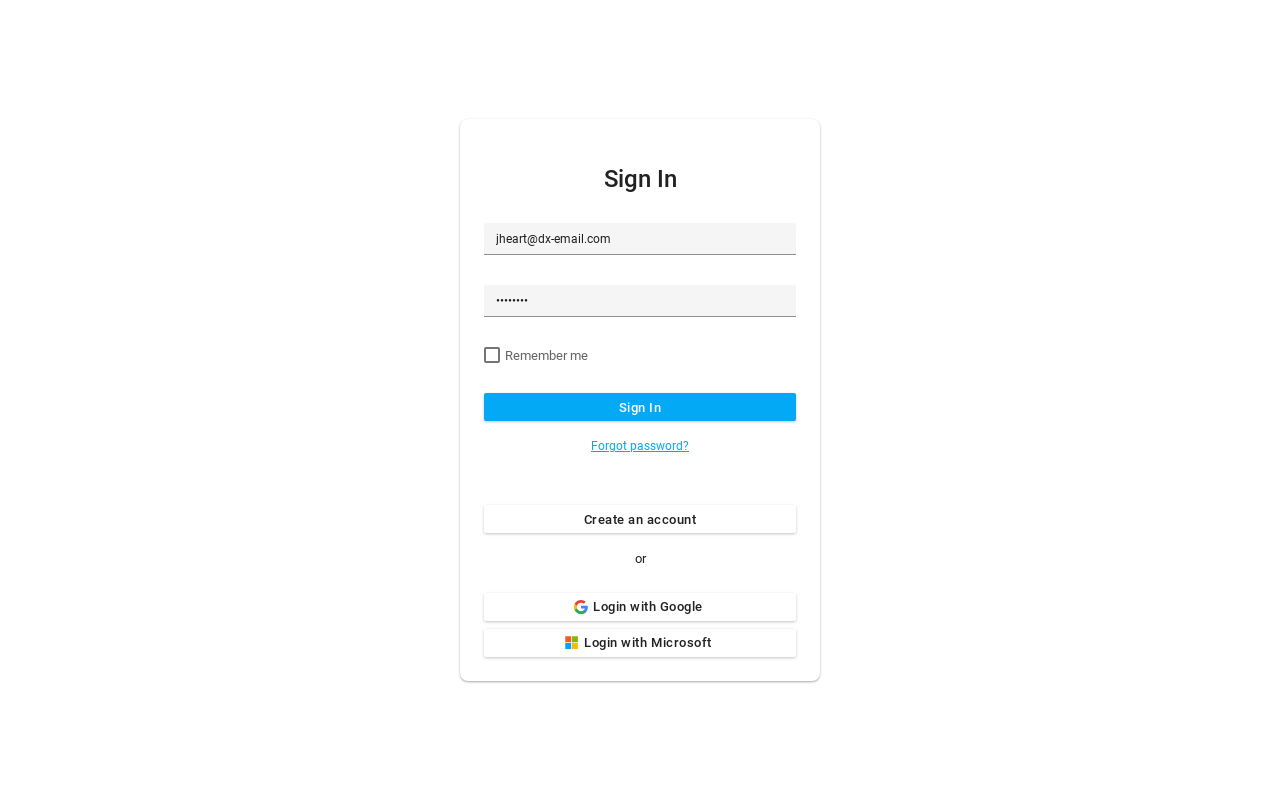 Sign In
jheart@dx-email.com
••••••••
Remember me
Sign In
Forgot password?
Create an account
or
Login with Google
Login with Microsoft